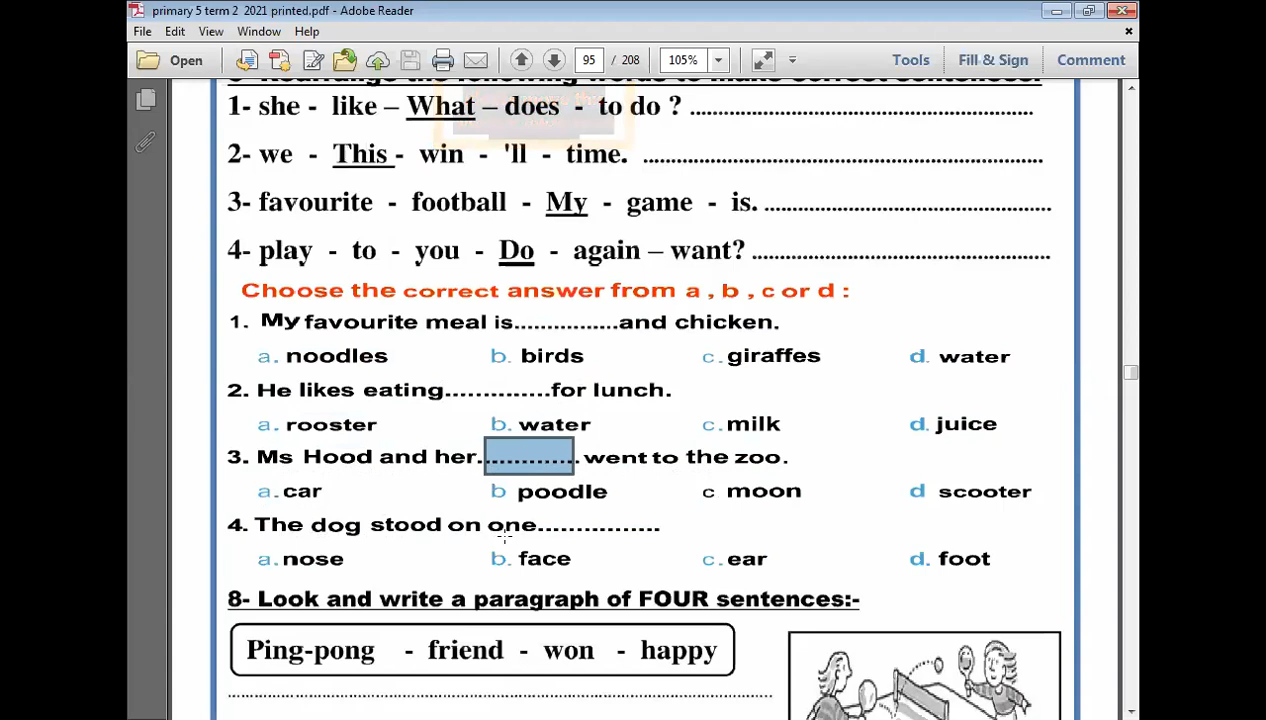 primary 5 term 2 2021 printed.pdf - Adobe Reader
File Edit View Window Help
Open 95 / 208 105% Tools Fill & Sign Comment
1- she - like – What – does - to do ? ..................................................
2- we - This - win - 'll - time. ..........................................................
3- favourite - football - My - game - is. ..........................................
4- play - to - you - Do - again – want? ...........................................
Choose the correct answer from a , b , c or d :
1. My favourite meal is................and chicken.
a. noodles b. birds c. giraffes d. water
2. He likes eating..............for lunch.
a. rooster b. water c. milk d. juice
3. Ms Hood and her............... went to the zoo.
a. car b poodle c moon d scooter
4. The dog stood on one................
a. nose b. face c. ear d. foot
8- Look and write a paragraph of FOUR sentences:-
Ping-pong - friend - won - happy
................................................................................